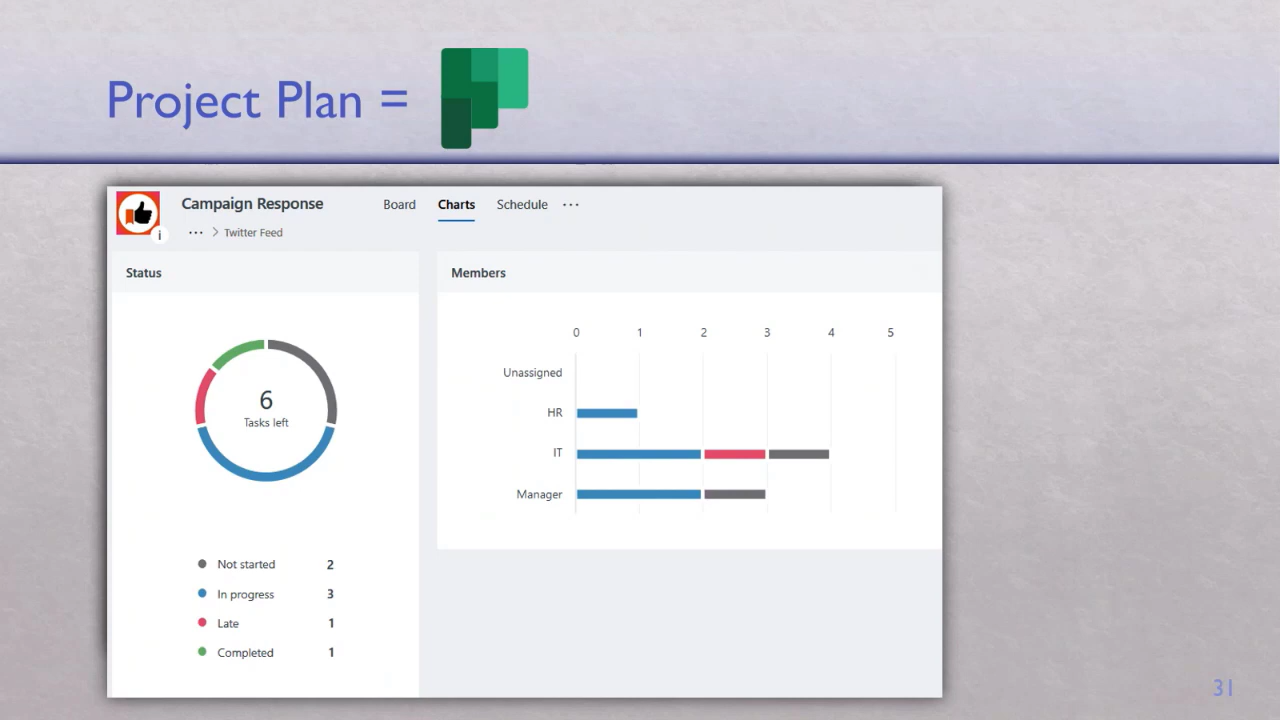 Project Plan =
Campaign Response
Board Charts Schedule ...
... > Twitter Feed
Status
6
Tasks left
Not started 2
In progress 3
Late 1
Completed 1
Members
0 1 2 3 4 5
Unassigned
HR
IT
Manager
31